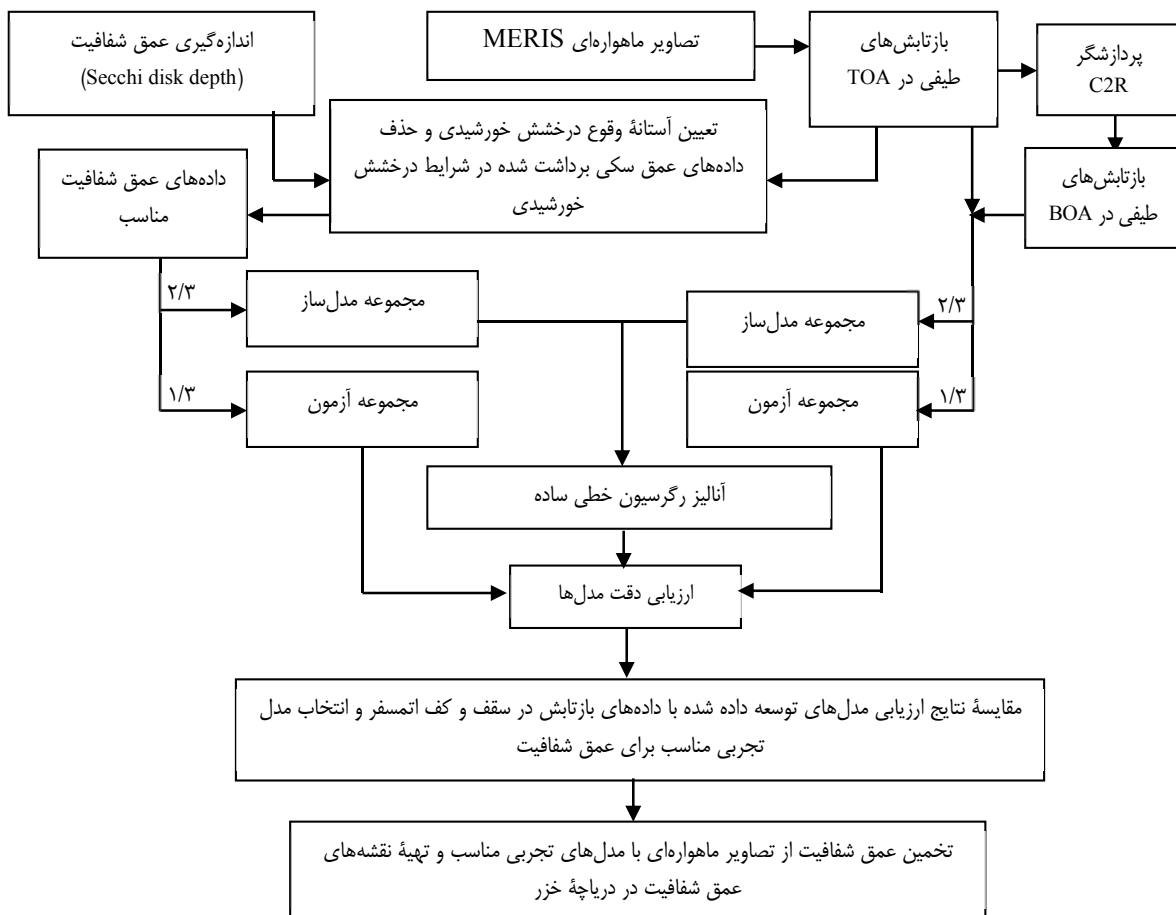 اندازه‌گیری عمق شفافیت
(Secchi disk depth)
تصاویر ماهواره‌ای MERIS
بازتابش‌های
طیفی در TOA
پردازشگر
C2R
تعیین آستانهٔ وقوع درخشش خورشیدی و حذف
داده‌های عمق سکی برداشت شده در شرایط درخشش
خورشیدی
داده‌های عمق شفافیت
مناسب
بازتابش‌های
طیفی در BOA
۲/۳
مجموعه مدل‌ساز
مجموعه مدل‌ساز
۲/۳
۱/۳
مجموعه آزمون
مجموعه آزمون
۱/۳
آنالیز رگرسیون خطی ساده
ارزیابی دقت مدل‌ها
مقایسهٔ نتایج ارزیابی مدل‌های توسعه داده شده با داده‌های بازتابش در سقف و کف اتمسفر و انتخاب مدل
تجربی مناسب برای عمق شفافیت
تخمین عمق شفافیت از تصاویر ماهواره‌ای با مدل‌های تجربی مناسب و تهیهٔ نقشه‌های
عمق شفافیت در دریاچهٔ خزر